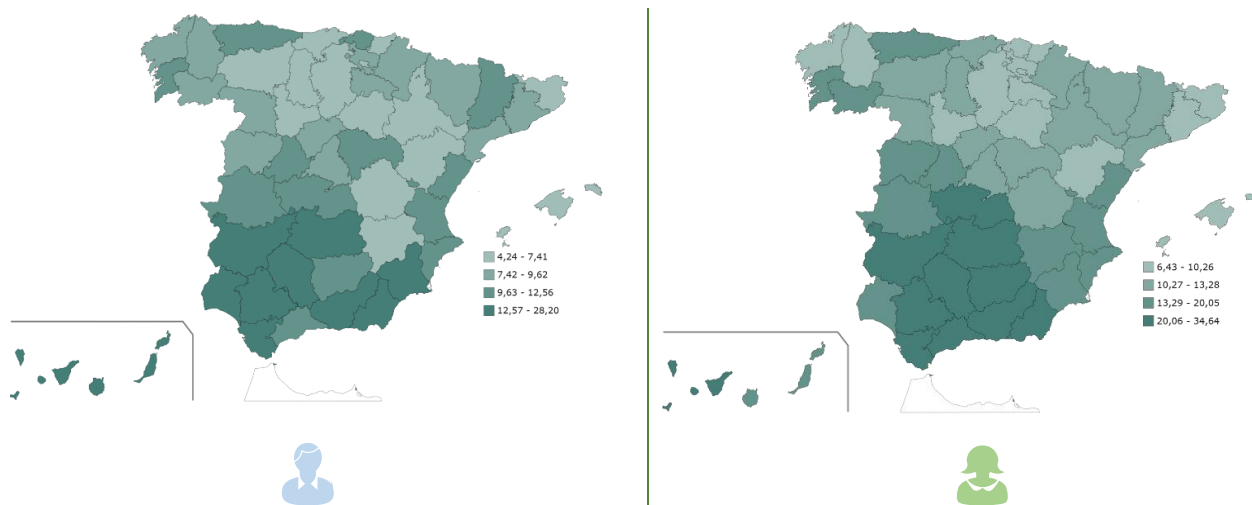 4,24 - 7,41
7,42 - 9,62
9,63 - 12,56
12,57 - 28,20
6,43 - 10,26
10,27 - 13,28
13,29 - 20,05
20,06 - 34,64